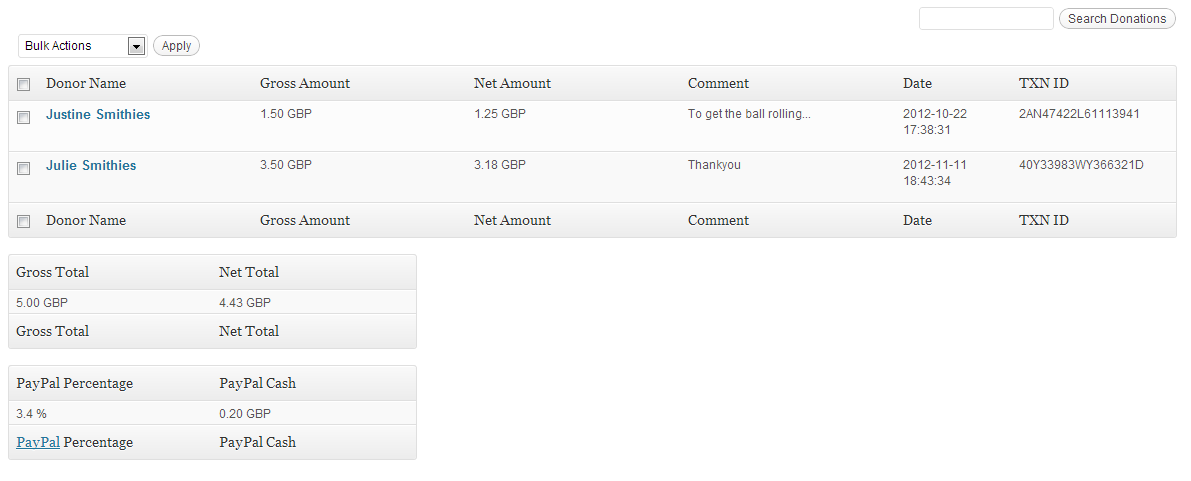 Search Donations
Bulk Actions Apply
Donor Name Gross Amount Net Amount Comment Date TXN ID
Justine Smithies 1.50 GBP 1.25 GBP To get the ball rolling... 2012-10-22 2AN47422L61113941
17:38:31
Julie Smithies 3.50 GBP 3.18 GBP Thankyou 2012-11-11 40Y33983WY366321D
18:43:34
Donor Name Gross Amount Net Amount Comment Date TXN ID
Gross Total Net Total
5.00 GBP 4.43 GBP
Gross Total Net Total
PayPal Percentage PayPal Cash
3.4 % 0.20 GBP
PayPal Percentage PayPal Cash